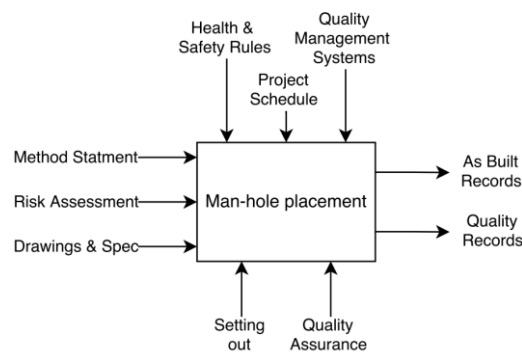 Health &
Safety Rules
Project
Schedule
Quality
Management
Systems
Method Statment
Risk Assessment
Drawings & Spec
Man-hole placement
As Built
Records
Quality
Records
Setting
out
Quality
Assurance